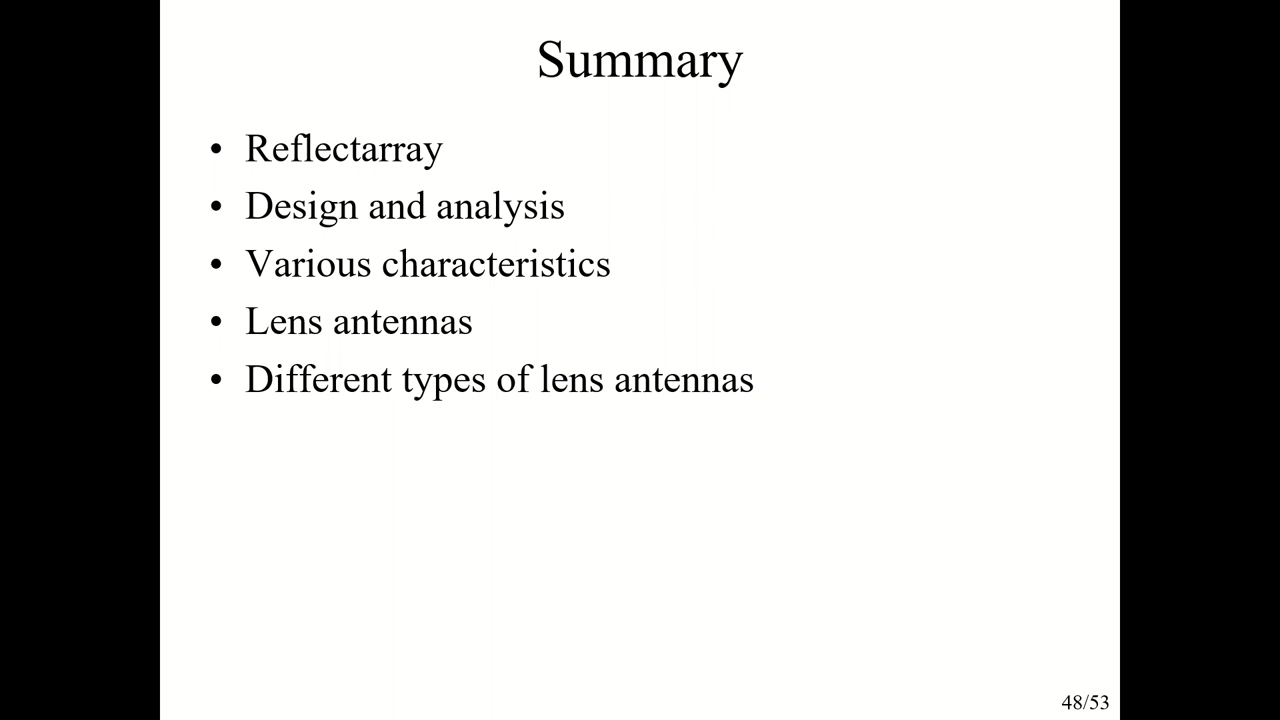 Summary
• Reflectarray
• Design and analysis
• Various characteristics
• Lens antennas
• Different types of lens antennas
48/53